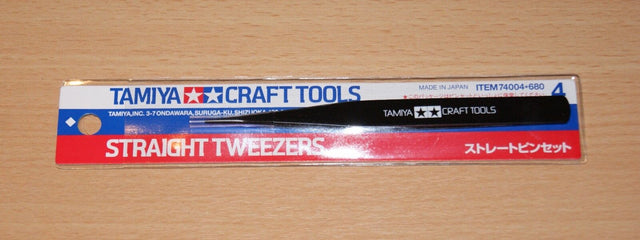 TAMIYA CRAFT TOOLS
MADE IN JAPAN
ITEM 74004-680
4
TAMIYA, INC. 3-7 ONDAWARA, SURUGA-KU, SHIZUOKA
TAMIYA CRAFT TOOLS
STRAIGHT TWEEZERS
ストレートピンセット